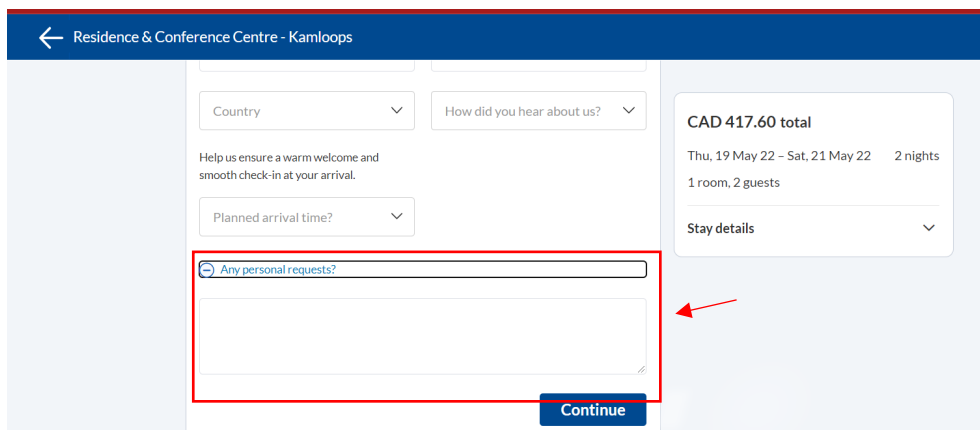 Residence & Conference Centre - Kamloops
Country
How did you hear about us?
Help us ensure a warm welcome and
smooth check-in at your arrival.
Planned arrival time?
Any personal requests?
Continue
CAD 417.60 total
Thu, 19 May 22 – Sat, 21 May 22 2 nights
1 room, 2 guests
Stay details